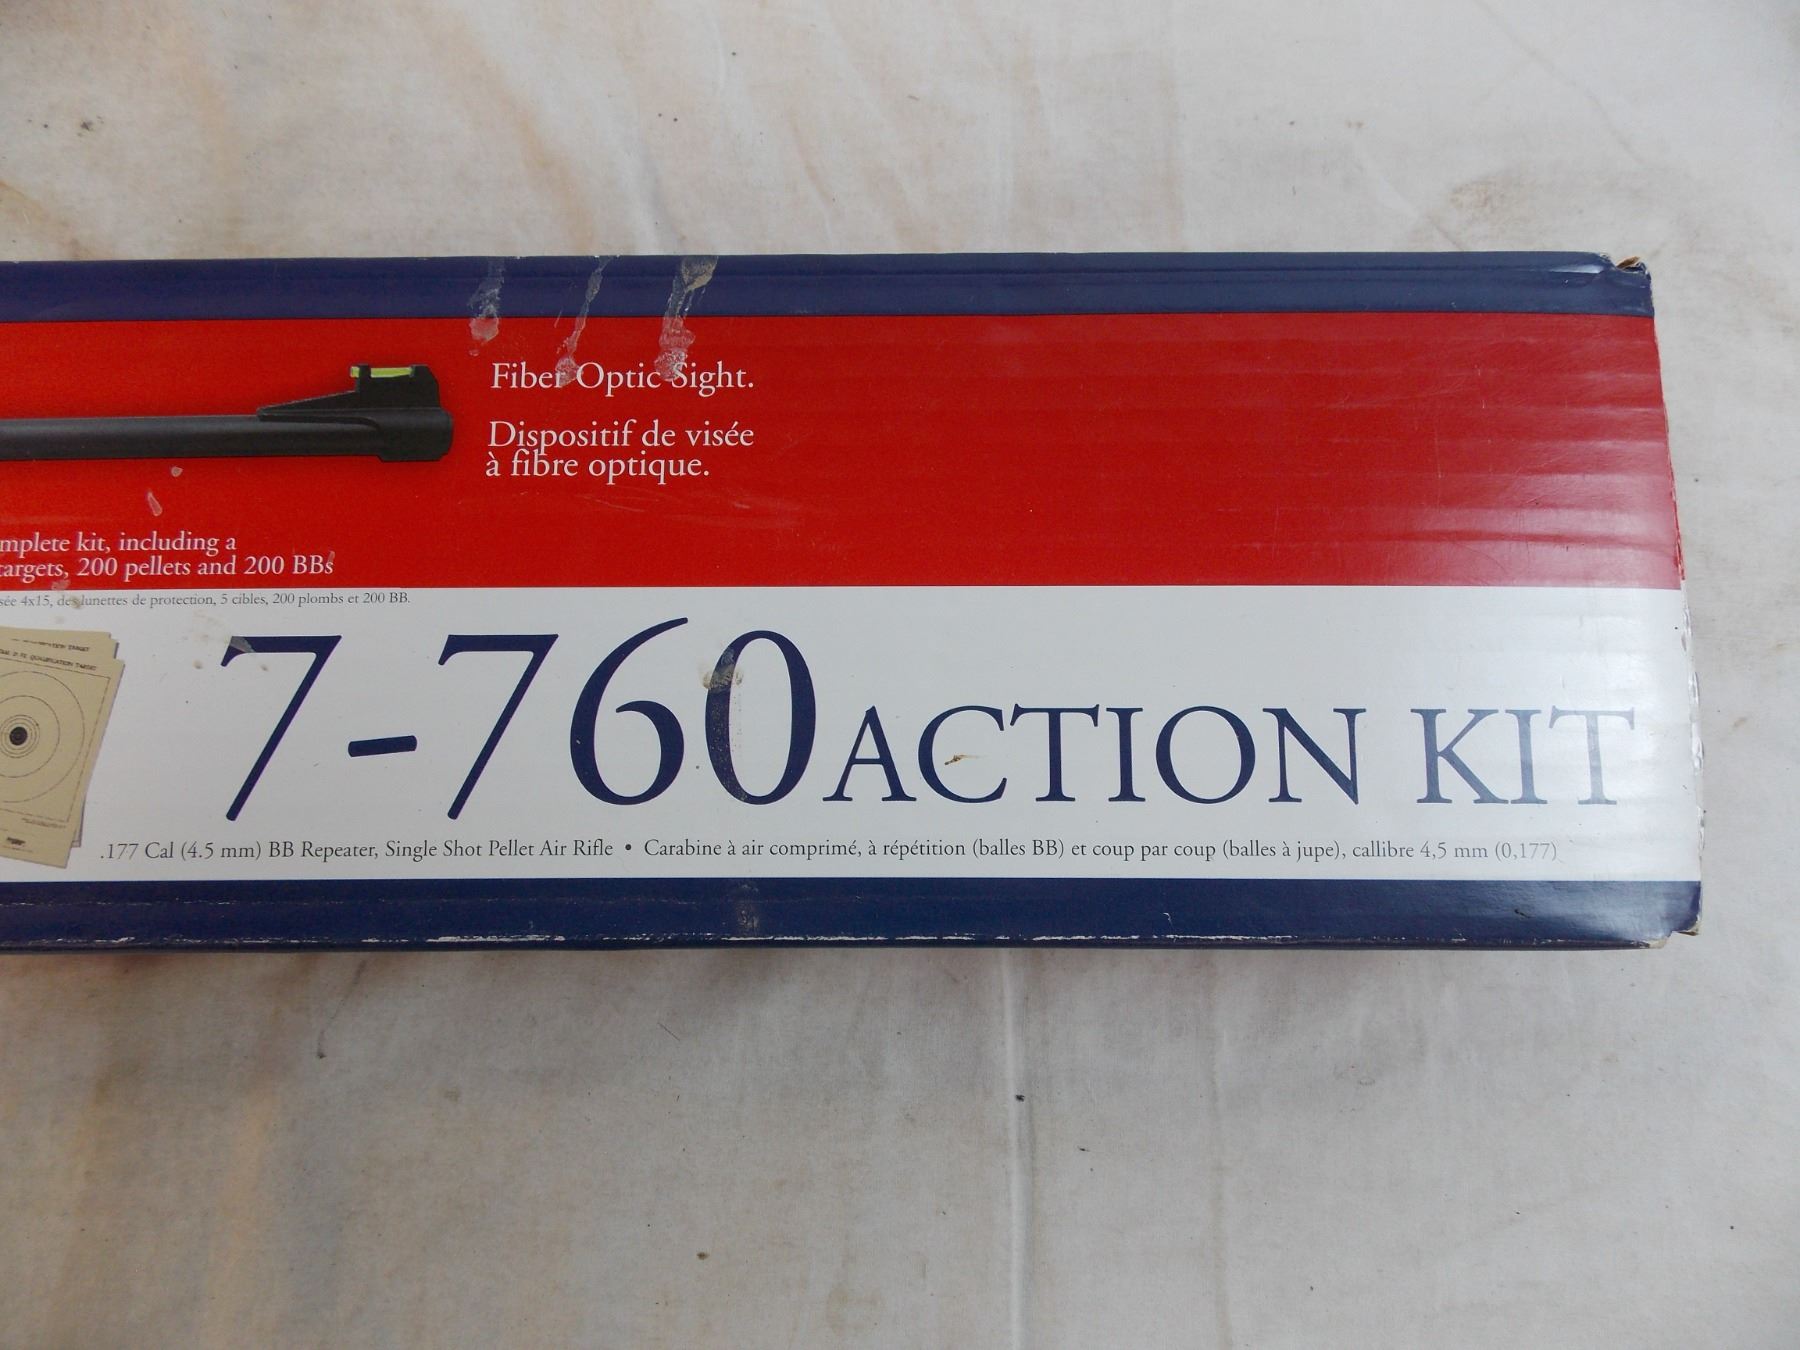 Fiber Optic Sight.
Dispositif de visée
à fibre optique.
mplete kit, including a
targets, 200 pellets and 200 BBs
sée 4x15, des lunettes de protection, 5 cibles, 200 plombs et 200 BB.
QUALIFICATION TARGET
7-760 ACTION KIT
.177 Cal (4.5 mm) BB Repeater, Single Shot Pellet Air Rifle • Carabine à air comprimé, à répétition (balles BB) et coup par coup (balles à jupe), callibre 4,5 mm (0,177)